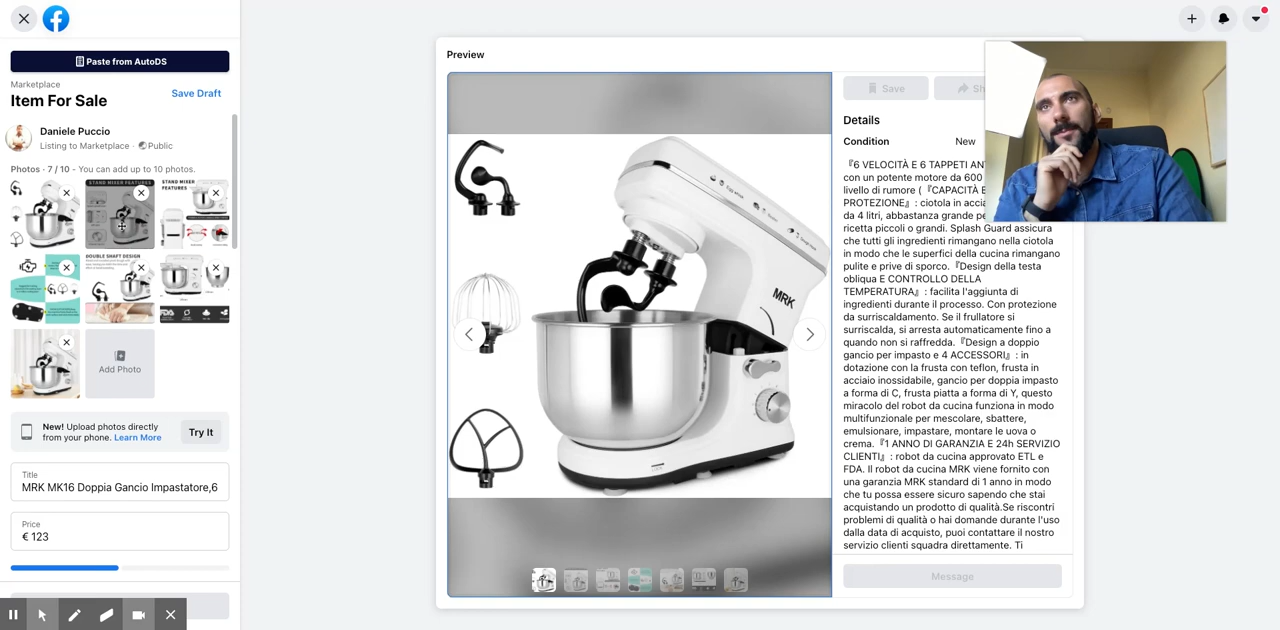 Paste from AutoDS
Marketplace
Item For Sale
Save Draft
Daniele Puccio
Listing to Marketplace · Public
Photos · 7 / 10 - You can add up to 10 photos.
STAND MIXER FEATURES
STAND MIXER
FEATURES
DOUBLE SHAFT DESIGN
Add Photo
New! Upload photos directly
from your phone. Learn More
Try It
Title
MRK MK16 Doppia Gancio Impastatore,6
Price
€ 123
Preview
MRK
Save
Sh
Details
Condition
New
『6 VELOCITÀ E 6 TAPPETI AN
con un potente motore da 600
livello di rumore (『CAPACITÀ E
PROTEZIONE』: ciotola in accia
da 4 litri, abbastanza grande pe
ricetta piccoli o grandi. Splash Guard assicura
che tutti gli ingredienti rimangano nella ciotola
in modo che le superfici della cucina rimangano
pulite e prive di sporco.『Design della testa
obliqua E CONTROLLO DELLA
TEMPERATURA』: facilita l'aggiunta di
ingredienti durante il processo. Con protezione
da surriscaldamento. Se il frullatore si
surriscalda, si arresta automaticamente fino a
quando non si raffredda.『Design a doppio
gancio per impasto e 4 ACCESSORI』: in
dotazione con la frusta con teflon, frusta in
acciaio inossidabile, gancio per doppia impasto
a forma di C, frusta piatta a forma di Y, questo
miracolo del robot da cucina funziona in modo
multifunzionale per mescolare, sbattere,
emulsionare, impastare, montare le uova o
crema.『1 ANNO DI GARANZIA E 24h SERVIZIO
CLIENTI』: robot da cucina approvato ETL e
FDA. Il robot da cucina MRK viene fornito con
una garanzia MRK standard di 1 anno in modo
che tu possa essere sicuro sapendo che stai
acquistando un prodotto di qualità.Se riscontri
problemi di qualità o hai domande durante l'uso
dalla data di acquisto, puoi contattare il nostro
servizio clienti squadra direttamente. Ti
Message